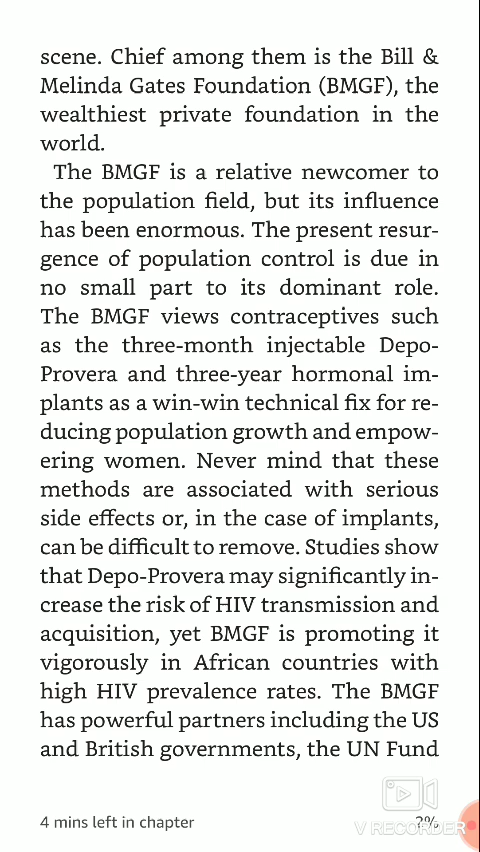 scene. Chief among them is the Bill &
Melinda Gates Foundation (BMGF), the
wealthiest private foundation in the
world.
The BMGF is a relative newcomer to
the population field, but its influence
has been enormous. The present resur-
gence of population control is due in
no small part to its dominant role.
The BMGF views contraceptives such
as the three-month injectable Depo-
Provera and three-year hormonal im-
plants as a win-win technical fix for re-
ducing population growth and empow-
ering women. Never mind that these
methods are associated with serious
side effects or, in the case of implants,
can be difficult to remove. Studies show
that Depo-Provera may significantly in-
crease the risk of HIV transmission and
acquisition, yet BMGF is promoting it
vigorously in African countries with
high HIV prevalence rates. The BMGF
has powerful partners including the US
and British governments, the UN Fund
4 mins left in chapter
2%
V RECORDER